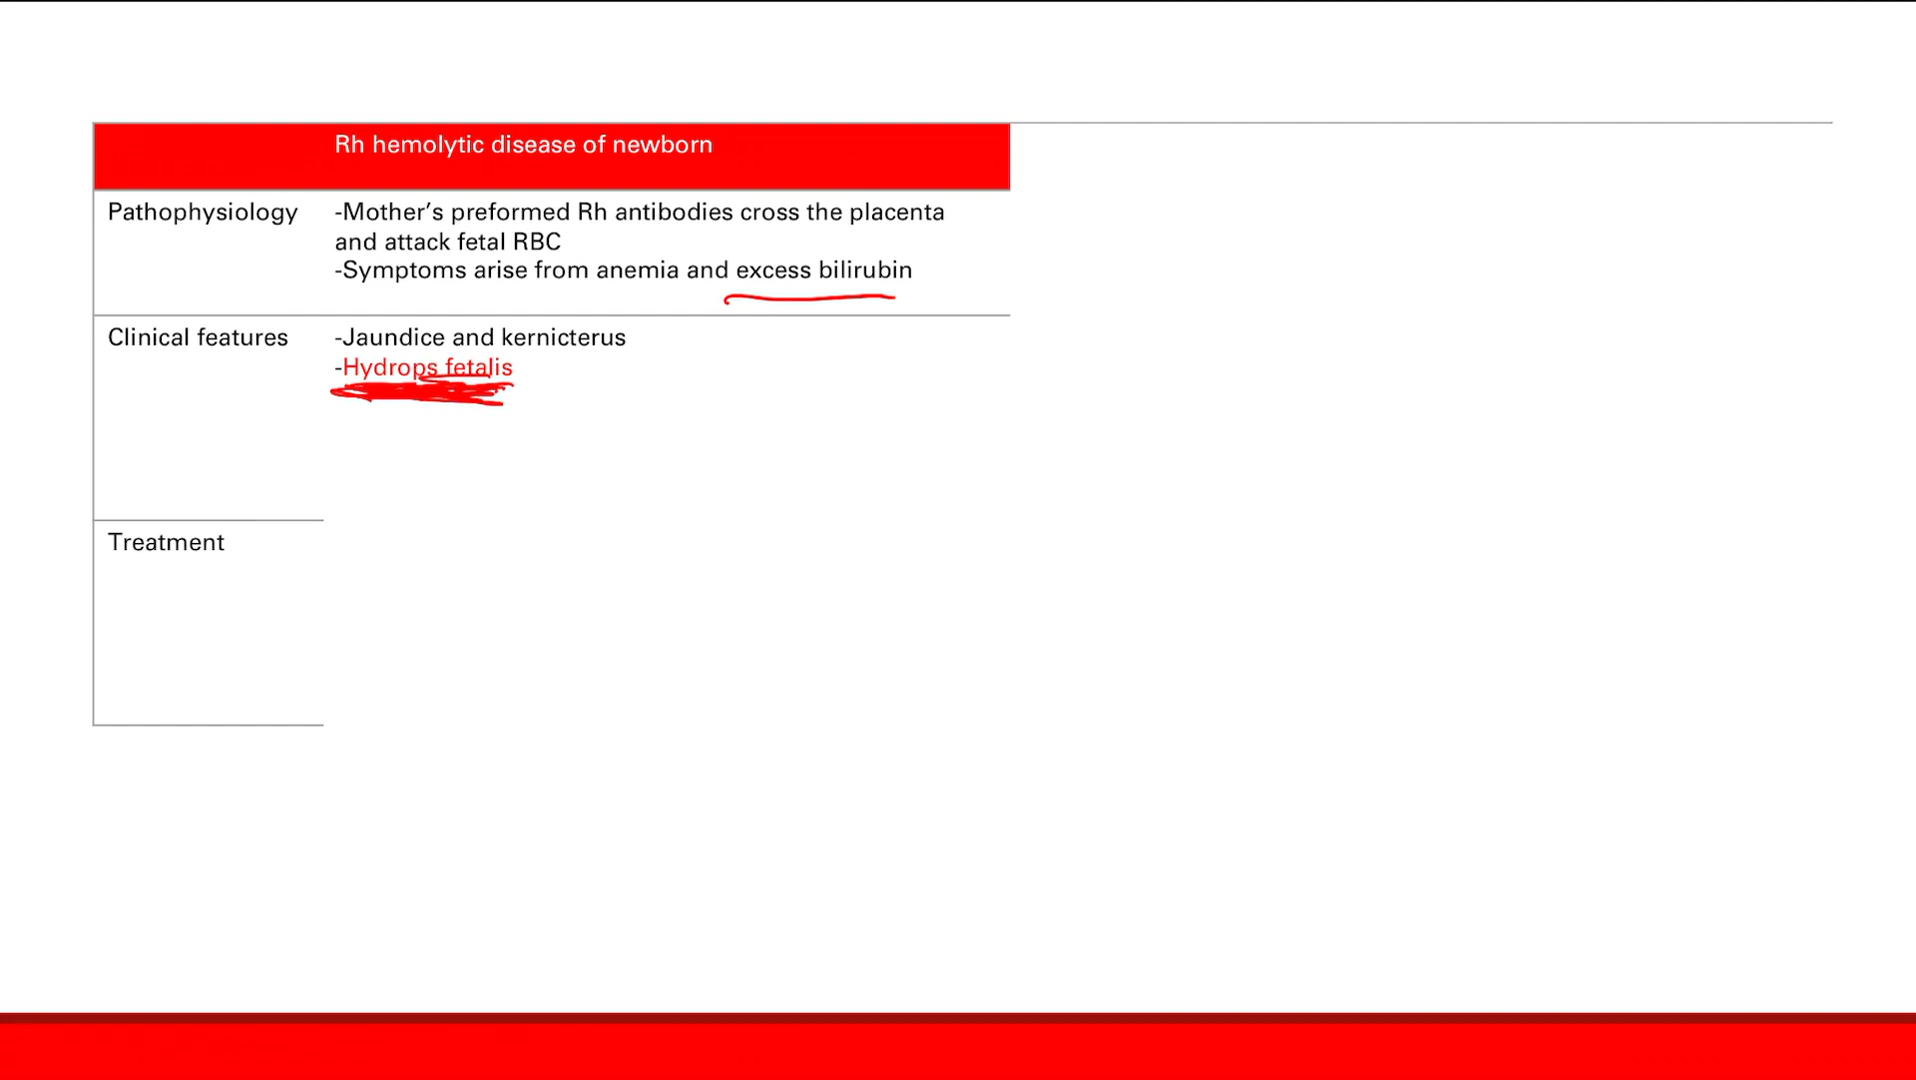 Rh hemolytic disease of newborn
Pathophysiology
-Mother’s preformed Rh antibodies cross the placenta
and attack fetal RBC
-Symptoms arise from anemia and excess bilirubin
Clinical features
-Jaundice and kernicterus
-Hydrops fetalis
Treatment